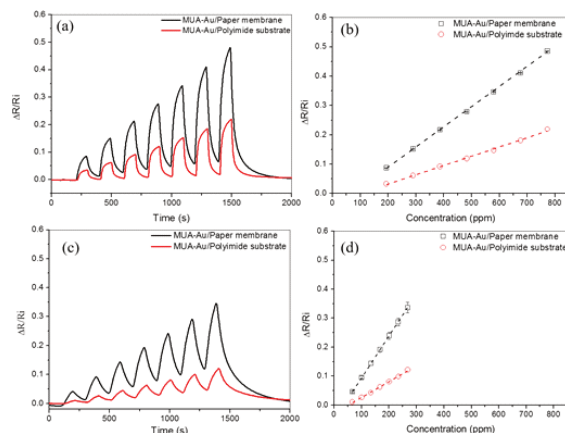 (a)
MUA-Au/Paper membrane
MUA-Au/Polyimide substrate
ΔR/Ri
0.6
0.5
0.4
0.3
0.2
0.1
0.0
0 500 1000 1500 2000
Time (s)
(b)
MUA-Au/Paper membrane
MUA-Au/Polyimide substrate
ΔR/Ri
0.6
0.5
0.4
0.3
0.2
0.1
0.0
0 100 200 300 400 500 600 700 800 900
Concentration (ppm)
(c)
MUA-Au/Paper membrane
MUA-Au/Polyimide substrate
ΔR/Ri
0.6
0.5
0.4
0.3
0.2
0.1
0.0
0 500 1000 1500 2000
Time (s)
(d)
MUA-Au/Paper membrane
MUA-Au/Polyimide substrate
ΔR/Ri
0.6
0.5
0.4
0.3
0.2
0.1
0.0
0 100 200 300 400 500 600 700 800 900
Concentration (ppm)